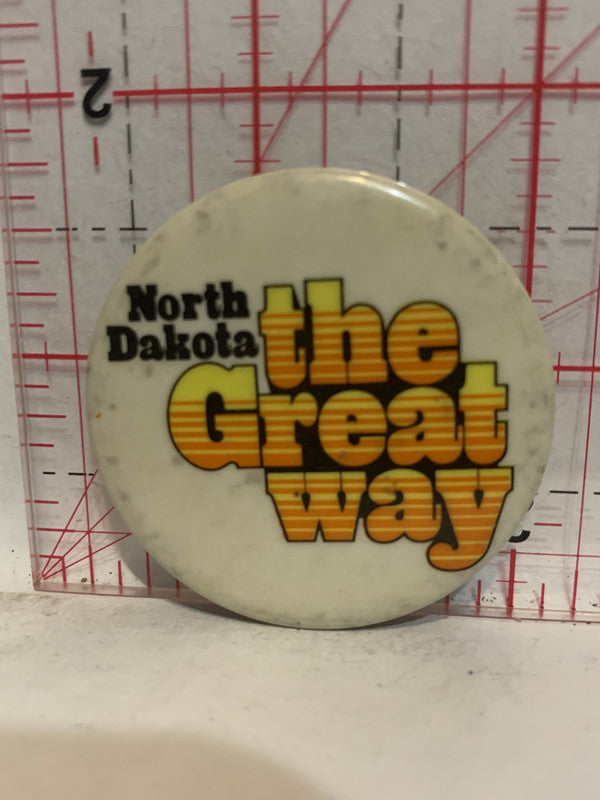 2
North
Dakota
the
Great
way